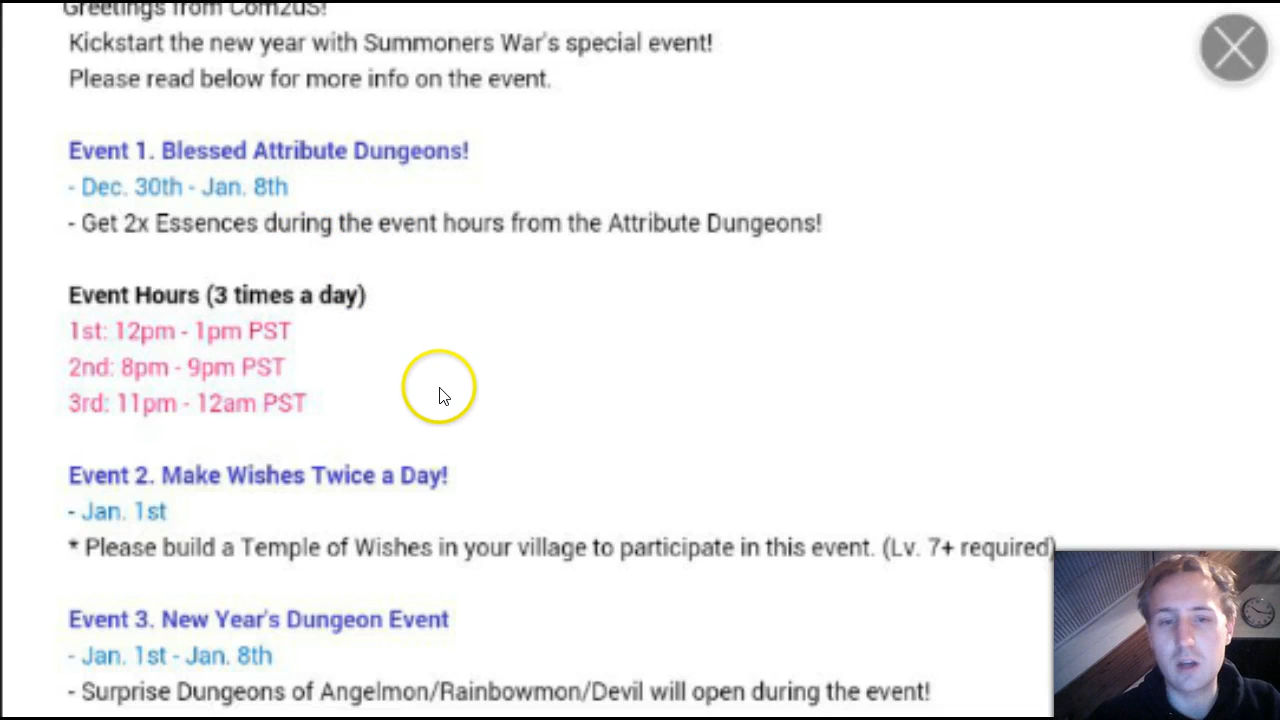 Greetings from Com2uS!
Kickstart the new year with Summoners War's special event!
Please read below for more info on the event.
Event 1. Blessed Attribute Dungeons!
- Dec. 30th - Jan. 8th
- Get 2x Essences during the event hours from the Attribute Dungeons!
Event Hours (3 times a day)
1st: 12pm - 1pm PST
2nd: 8pm - 9pm PST
3rd: 11pm - 12am PST
Event 2. Make Wishes Twice a Day!
- Jan. 1st
* Please build a Temple of Wishes in your village to participate in this event. (Lv. 7+ required)
Event 3. New Year's Dungeon Event
- Jan. 1st - Jan. 8th
- Surprise Dungeons of Angelmon/Rainbowmon/Devil will open during the event!